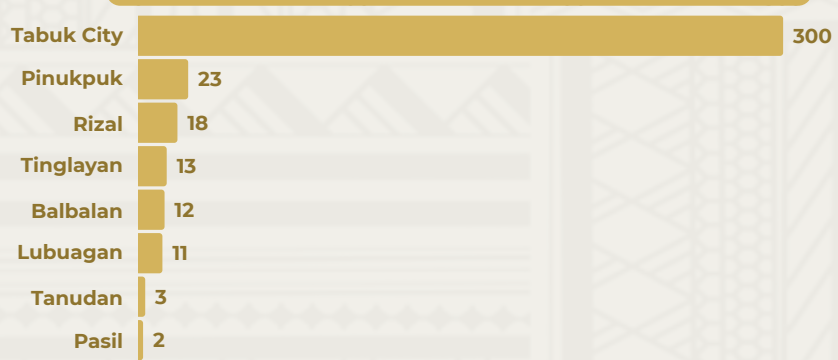 Tabuk City 300
Pinukpuk 23
Rizal 18
Tinglayan 13
Balbalan 12
Lubuagan 11
Tanudan 3
Pasil 2